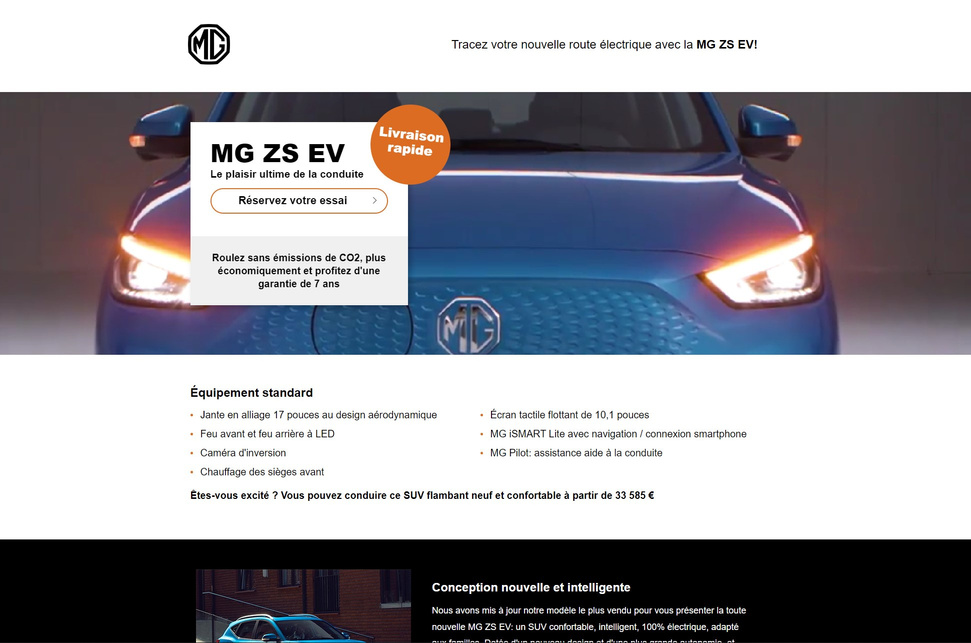 MG
Tracez votre nouvelle route électrique avec la MG ZS EV!
Livraison
rapide
MG ZS EV
Le plaisir ultime de la conduite
Réservez votre essai
Roulez sans émissions de CO2, plus
économiquement et profitez d'une
garantie de 7 ans
MG
Équipement standard
Jante en alliage 17 pouces au design aérodynamique
Feu avant et feu arrière à LED
Caméra d'inversion
Chauffage des sièges avant
Écran tactile flottant de 10,1 pouces
MG iSMART Lite avec navigation / connexion smartphone
MG Pilot: assistance aide à la conduite
Êtes-vous excité ? Vous pouvez conduire ce SUV flambant neuf et confortable à partir de 33 585 €
Conception nouvelle et intelligente
Nous avons mis à jour notre modèle le plus vendu pour vous présenter la toute
nouvelle MG ZS EV: un SUV confortable, intelligent, 100% électrique, adapté
aux familles. Dotée d'un nouveau design et d'une plus grande autonomie, et